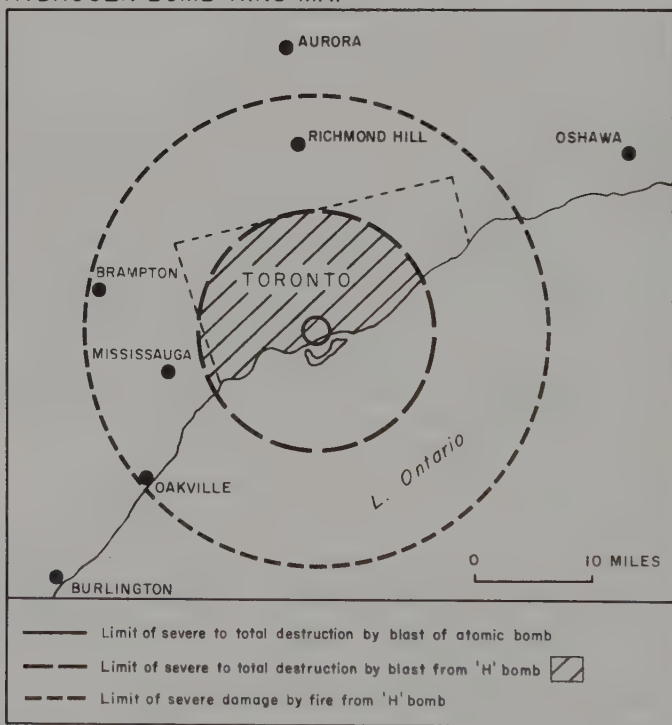 AURORA
RICHMOND HILL
OSHAWA
BRAMPTON
TORONTO
MISSISSAUGA
OAKVILLE
L. Ontario
0 10 MILES
BURLINGTON
Limit of severe to total destruction by blast of atomic bomb
Limit of severe to total destruction by blast from 'H' bomb
Limit of severe damage by fire from 'H' bomb